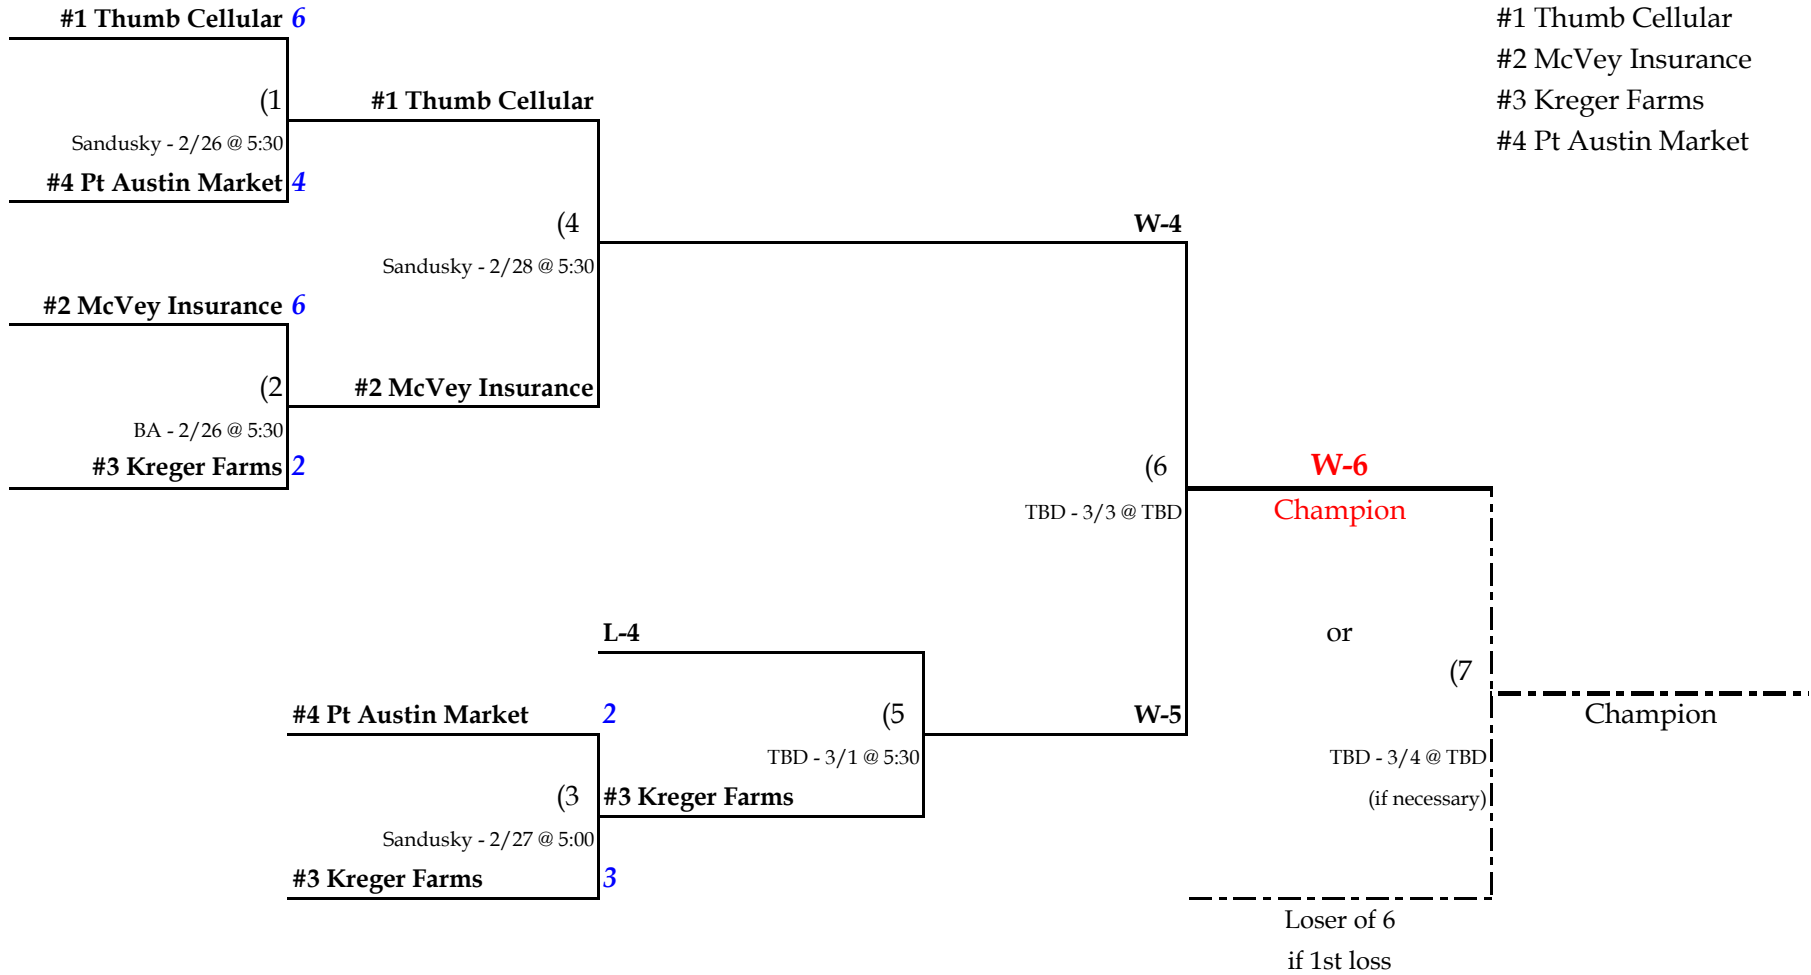 #1 Thumb Cellular 6
#1 Thumb Cellular
#2 McVey Insurance
#3 Kreger Farms
#4 Pt Austin Market
(1
#1 Thumb Cellular
Sandusky - 2/26 @ 5:30
#4 Pt Austin Market 4
(4
W-4
Sandusky - 2/28 @ 5:30
#2 McVey Insurance 6
(2
#2 McVey Insurance
BA - 2/26 @ 5:30
#3 Kreger Farms 2
(6
W-6
TBD - 3/3 @ TBD
Champion
L-4
or
(7
#4 Pt Austin Market 2
(5
W-5
Champion
TBD - 3/1 @ 5:30
TBD - 3/4 @ TBD
(3
#3 Kreger Farms
(if necessary)
Sandusky - 2/27 @ 5:00
#3 Kreger Farms 3
Loser of 6
if 1st loss